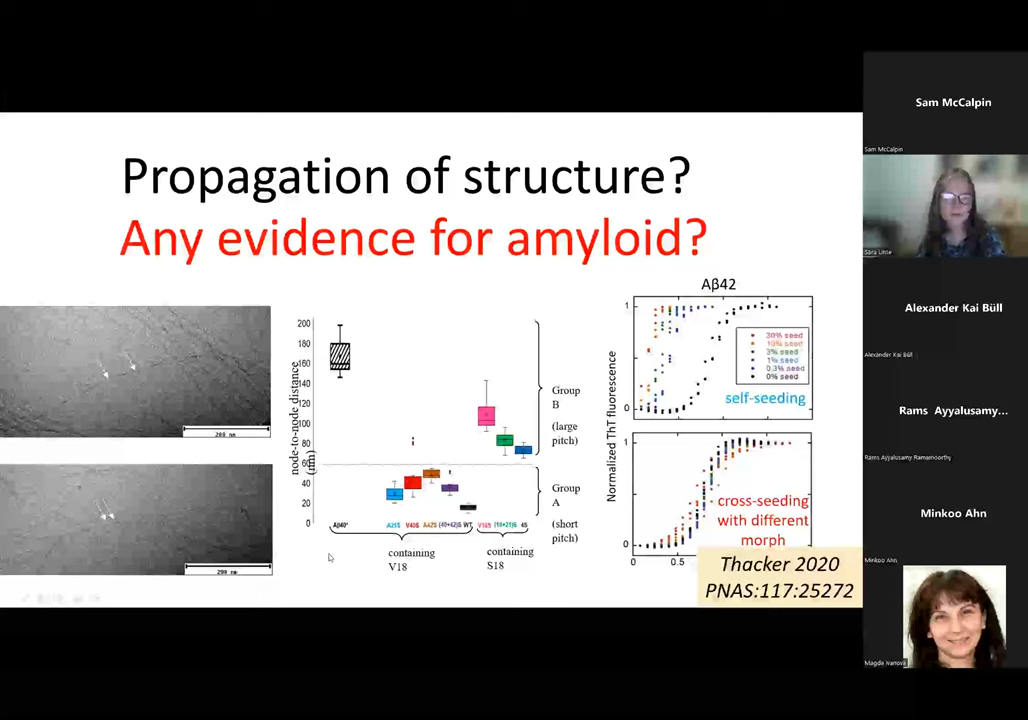 Propagation of structure?
Any evidence for amyloid?
200 nm
200 nm
node-to-node distance
(nm)
200
180
160
140
120
100
80
60
40
20
0
Aβ40*
A21S
V40S
A42S
(40+42)S
WT
V18S
(18+21)S
4S
containing
V18
containing
S18
Group
B
(large
pitch)
Group
A
(short
pitch)
Aβ42
Normalized ThT fluorescence
1
0
30% seed
10% seed
3% seed
1% seed
0.3% seed
0% seed
self-seeding
1
0
cross-seeding
with different
morph
0
0.5
Thacker 2020
PNAS:117:25272
Sam McCalpin
Sam McCalpin
Sara Linse
Alexander Kai Büll
Alexander Kai Büll
Rams Ayyalusamy...
Rams Ayyalusamy Ramamoorthy
Minkoo Ahn
Minkoo Ahn
Magda Ivanova